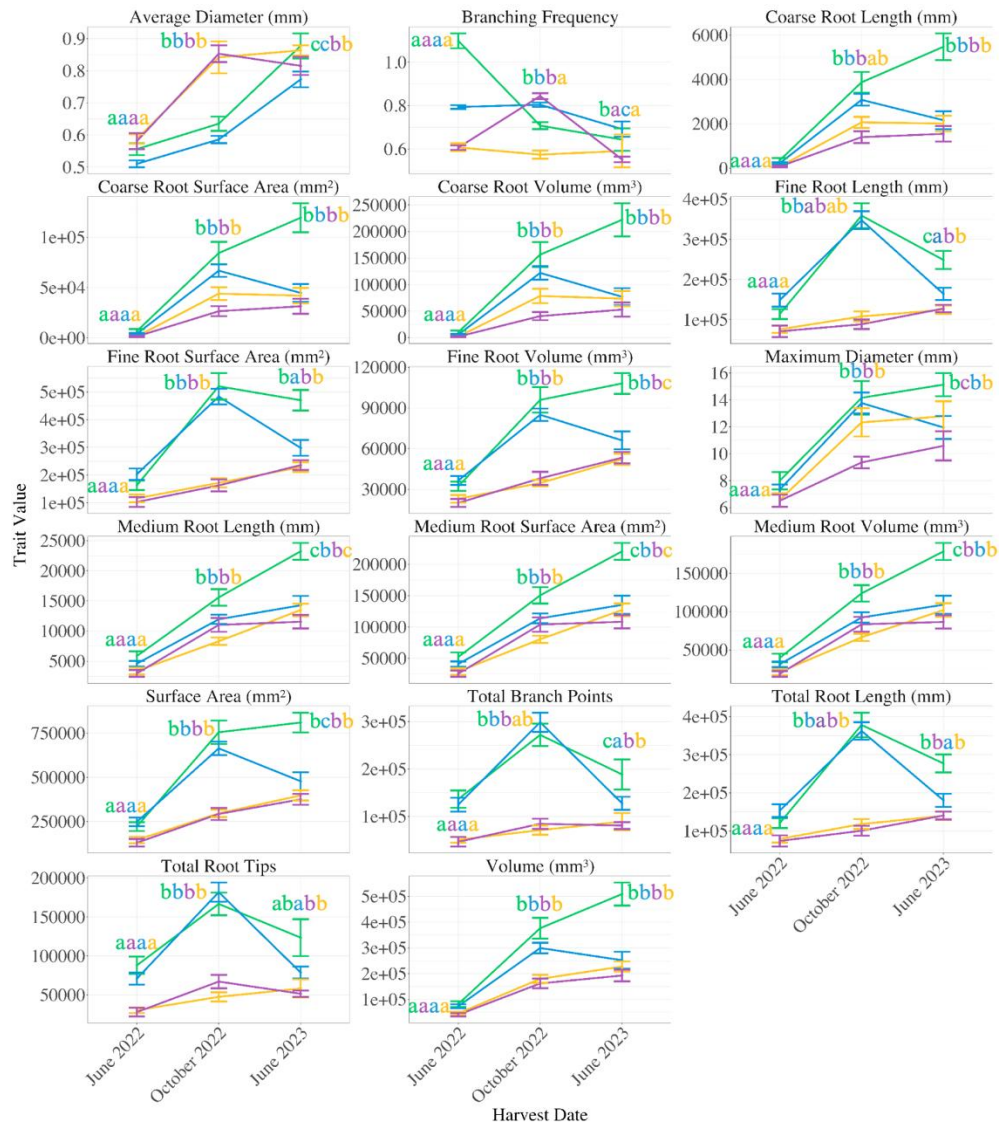 Average Diameter (mm)
Branching Frequency
Coarse Root Length (mm)
0.9
0.8
0.7
0.6
0.5
aaaa
bbbb
ccbb
1.0
0.8
0.6
aaaa
bbba
baca
6000
4000
2000
0
aaaa
bbbab
bbbb
Coarse Root Surface Area (mm²)
Coarse Root Volume (mm³)
Fine Root Length (mm)
1e+05
5e+04
0e+00
aaaa
bbbb
bbbb
250000
200000
150000
100000
50000
0
aaaa
bbbb
bbbb
4e+05
3e+05
2e+05
1e+05
aaaa
bbabab
cabb
Fine Root Surface Area (mm²)
Fine Root Volume (mm³)
Maximum Diameter (mm)
5e+05
4e+05
3e+05
2e+05
1e+05
aaaa
bbbb
babb
120000
90000
60000
30000
aaaa
bbbb
bbbc
16
14
12
10
8
6
aaaa
bbbb
bcbb
Medium Root Length (mm)
Medium Root Surface Area (mm²)
Medium Root Volume (mm³)
25000
20000
15000
10000
5000
aaaa
bbbb
cbbc
200000
150000
100000
50000
aaaa
bbbb
cbbc
150000
100000
50000
aaaa
bbbb
cbbb
Surface Area (mm²)
Total Branch Points
Total Root Length (mm)
750000
500000
250000
aaaa
bbbb
bcbb
3e+05
2e+05
1e+05
aaaa
bbbab
cabb
4e+05
3e+05
2e+05
1e+05
aaaa
bbabb
bbab
Total Root Tips
Volume (mm³)
200000
150000
100000
50000
aaaa
bbbb
ababb
5e+05
4e+05
3e+05
2e+05
1e+05
aaaa
bbbb
bbbb
June 2022
October 2022
June 2023
June 2022
October 2022
June 2023
June 2022
October 2022
June 2023
Trait Value
Harvest Date